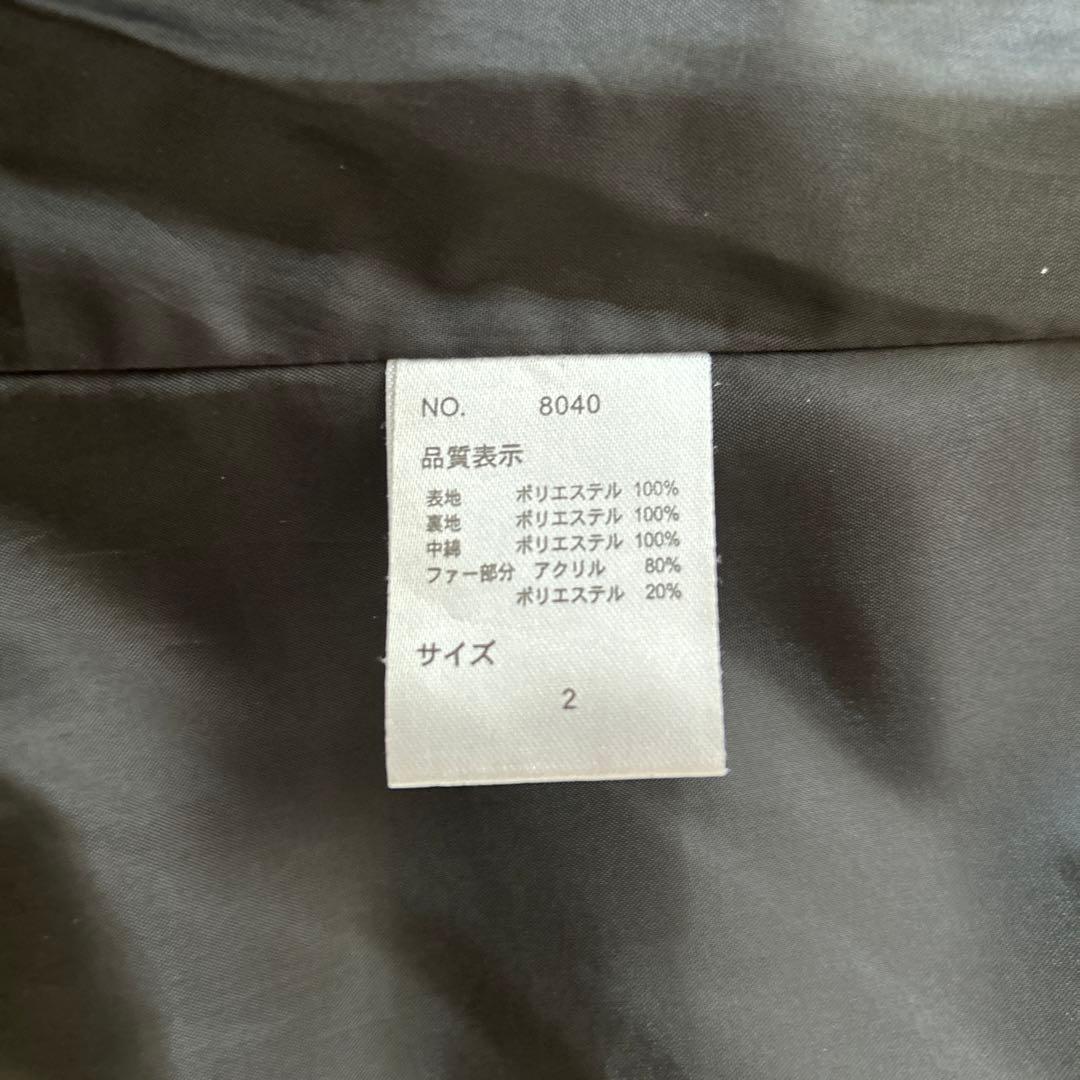 NO. 8040
品質表示
表地 ポリエステル 100%
裏地 ポリエステル 100%
中綿 ポリエステル 100%
ファー部分 アクリル 80%
ポリエステル 20%
サイズ
2